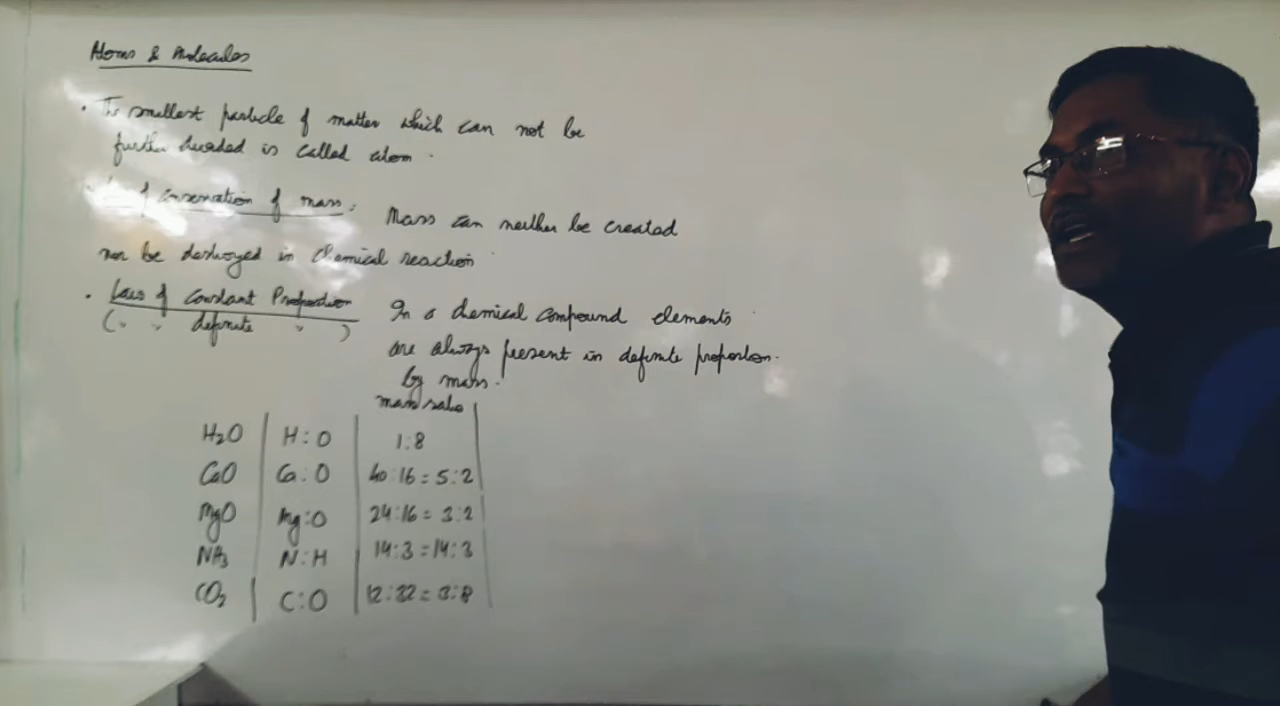 Atoms & Molecules
• The smallest particle of matter which can not be
further divided is called atom.
of conservation of mass: Mass can neither be created
nor be destroyed in chemical reaction
• Law of Constant Proportion In a chemical compound elements
( " " definite " ) are always present in definite proportion.
by mass.
mass ratio
H₂O | H:O | 1:8
CaO | Ca:O | 40:16 = 5:2
MgO | Mg:O | 24:16 = 3:2
NH₃ | N:H | 14:3 = 14:3
CO₂ | C:O | 12:32 = 3:8